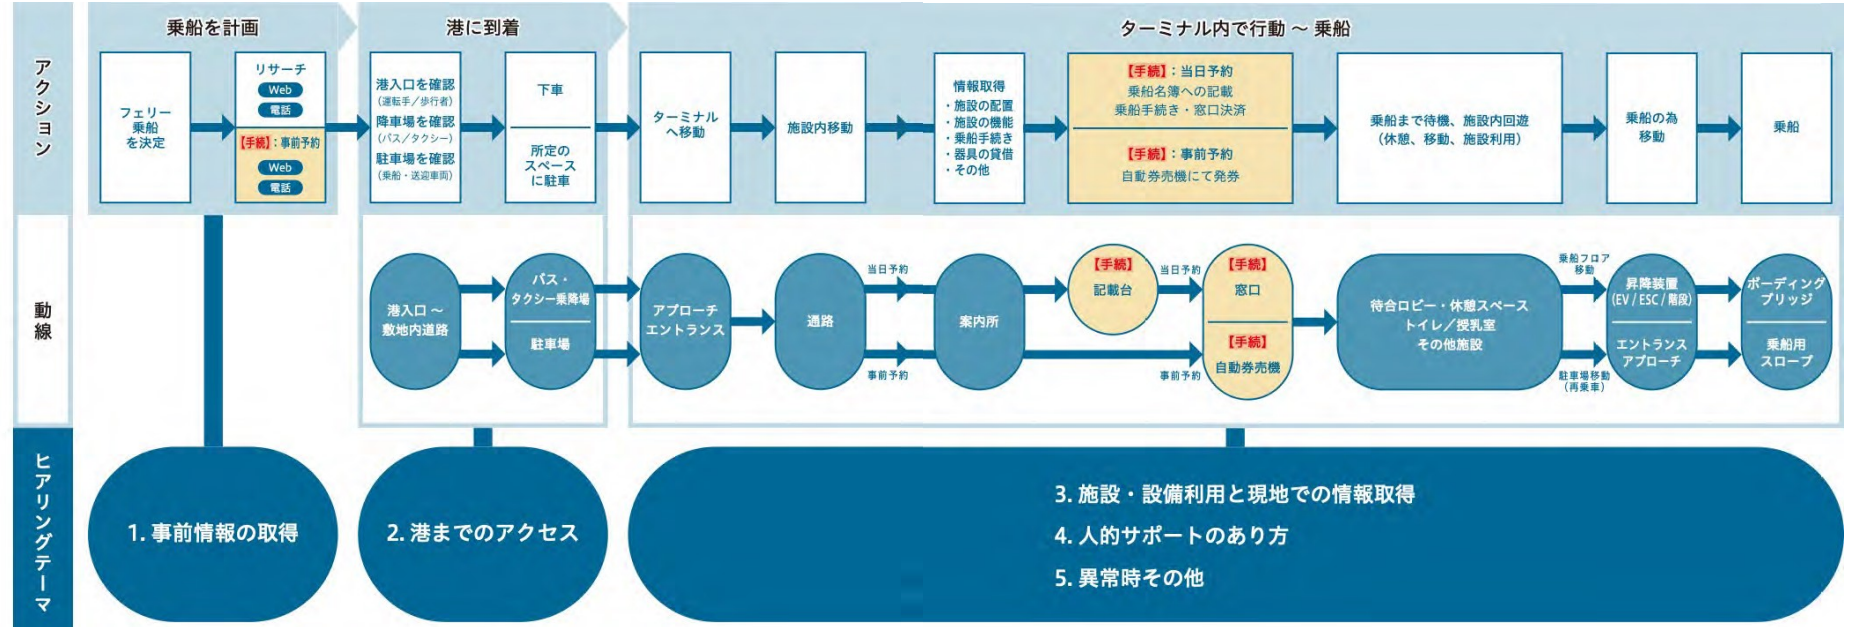 アクション
乗船を計画
港に到着
ターミナル内で行動 ～ 乗船
フェリー
乗船
を決定
リサーチ
Web
電話
【手続】：事前予約
Web
電話
港入口を確認
（運転手／歩行者）
降車場を確認
（バス／タクシー）
駐車場を確認
（乗船・送迎車両）
下車
所定の
スペース
に駐車
ターミナル
へ移動
施設内移動
情報取得
・施設の配置
・施設の機能
・乗船手続き
・器具の貸借
・その他
【手続】：当日予約
乗船名簿への記載
乗船手続き・窓口決済
【手続】：事前予約
自動券売機にて発券
乗船まで待機、施設内回遊
（休憩、移動、施設利用）
乗船の為
移動
乗船
動線
港入口 ～
敷地内道路
バス・
タクシー乗降場
駐車場
アプローチ
エントランス
通路
当日予約
事前予約
案内所
【手続】
記載台
当日予約
事前予約
【手続】
窓口
【手続】
自動券売機
待合ロビー・休憩スペース
トイレ／授乳室
その他施設
乗船フロア
移動
駐車場移動
（再乗車）
昇降装置
(EV / ESC / 階段)
エントランス
アプローチ
ボーディング
ブリッジ
乗船用
スロープ
ヒアリングテーマ
1. 事前情報の取得
2. 港までのアクセス
3. 施設・設備利用と現地での情報取得
4. 人的サポートのあり方
5. 異常時その他